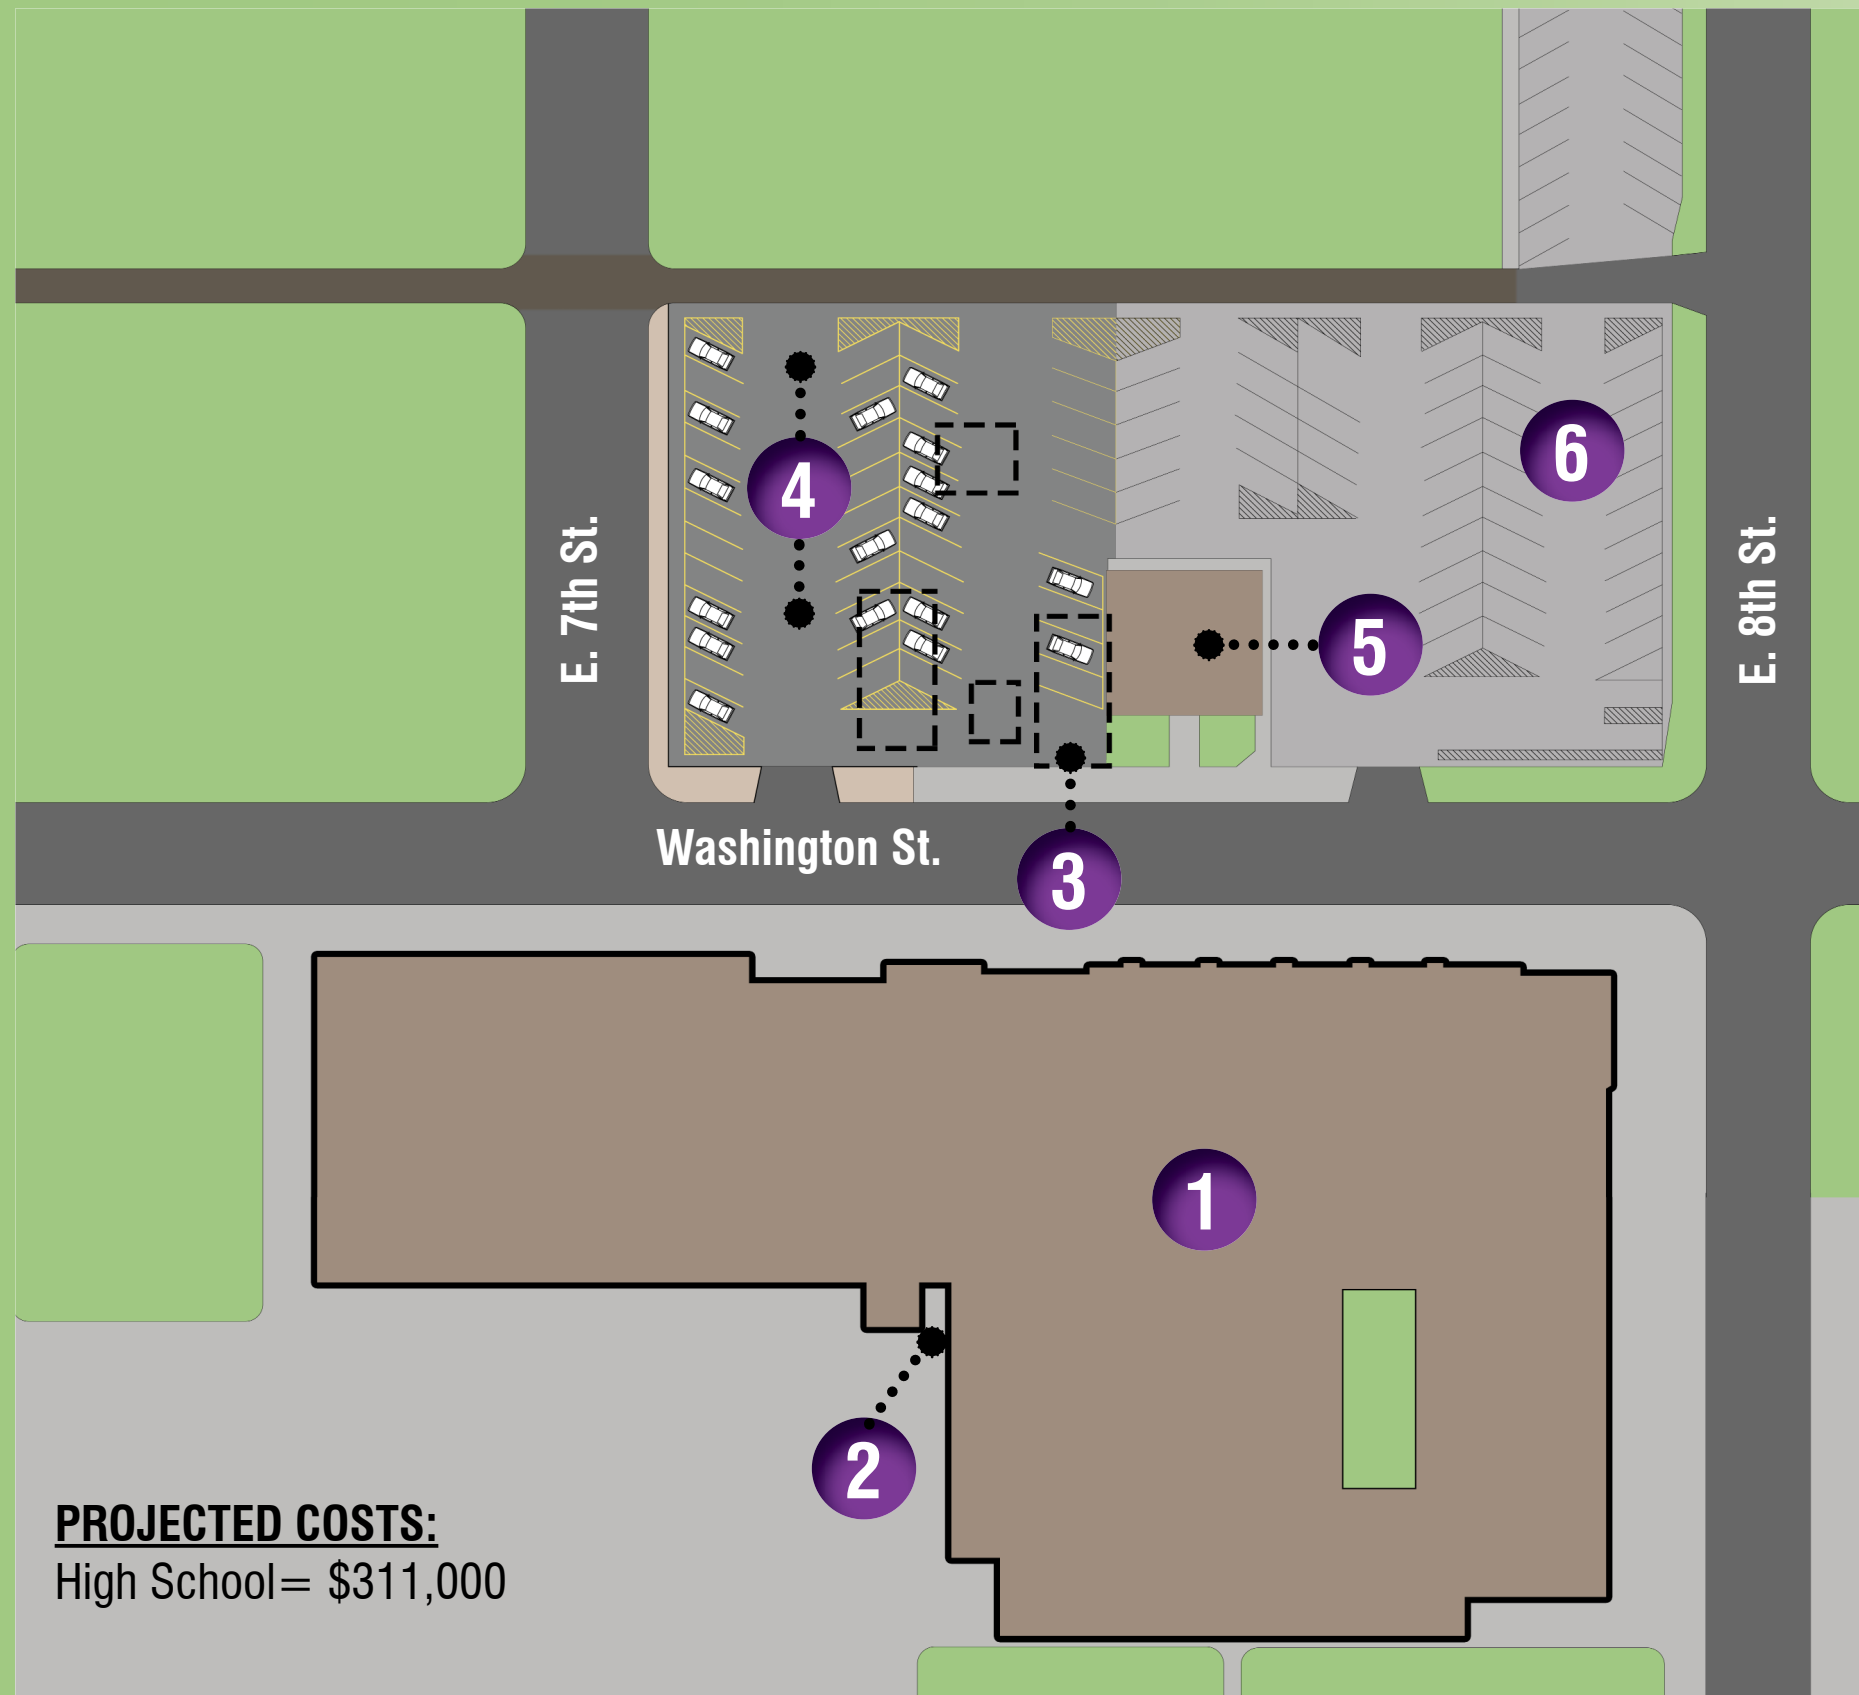 4
6
5
E. 7th St.
E. 8th St.
Washington St.
3
1
2
PROJECTED COSTS:
High School= $311,000